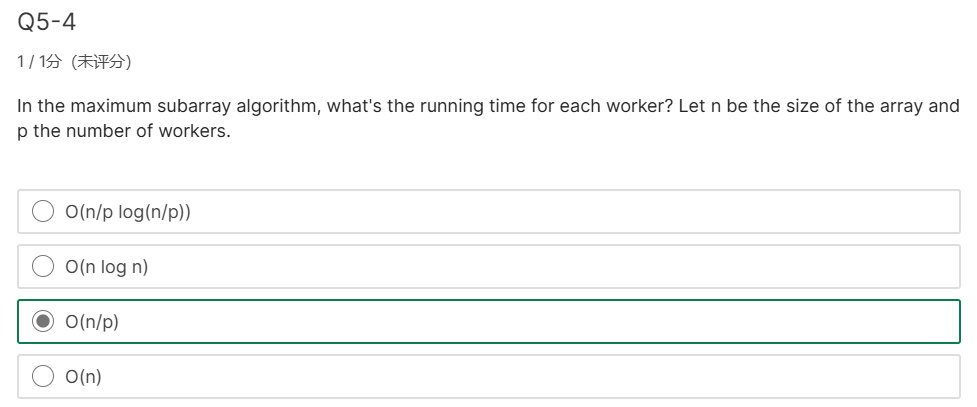 Q5-4
1 / 1分（未评分）
In the maximum subarray algorithm, what's the running time for each worker? Let n be the size of the array and
p the number of workers.
O(n/p log(n/p))
O(n log n)
O(n/p)
O(n)